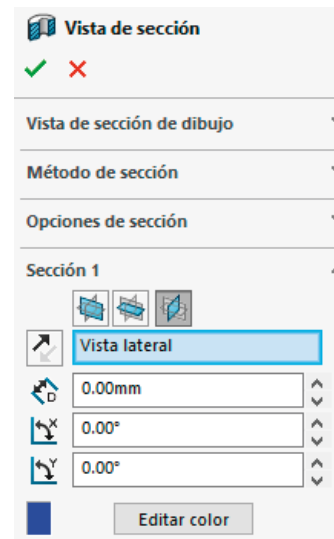 Vista de sección
Vista de sección de dibujo
Método de sección
Opciones de sección
Sección 1
Vista lateral
D
0.00mm
X
0.00°
Y
0.00°
Editar color